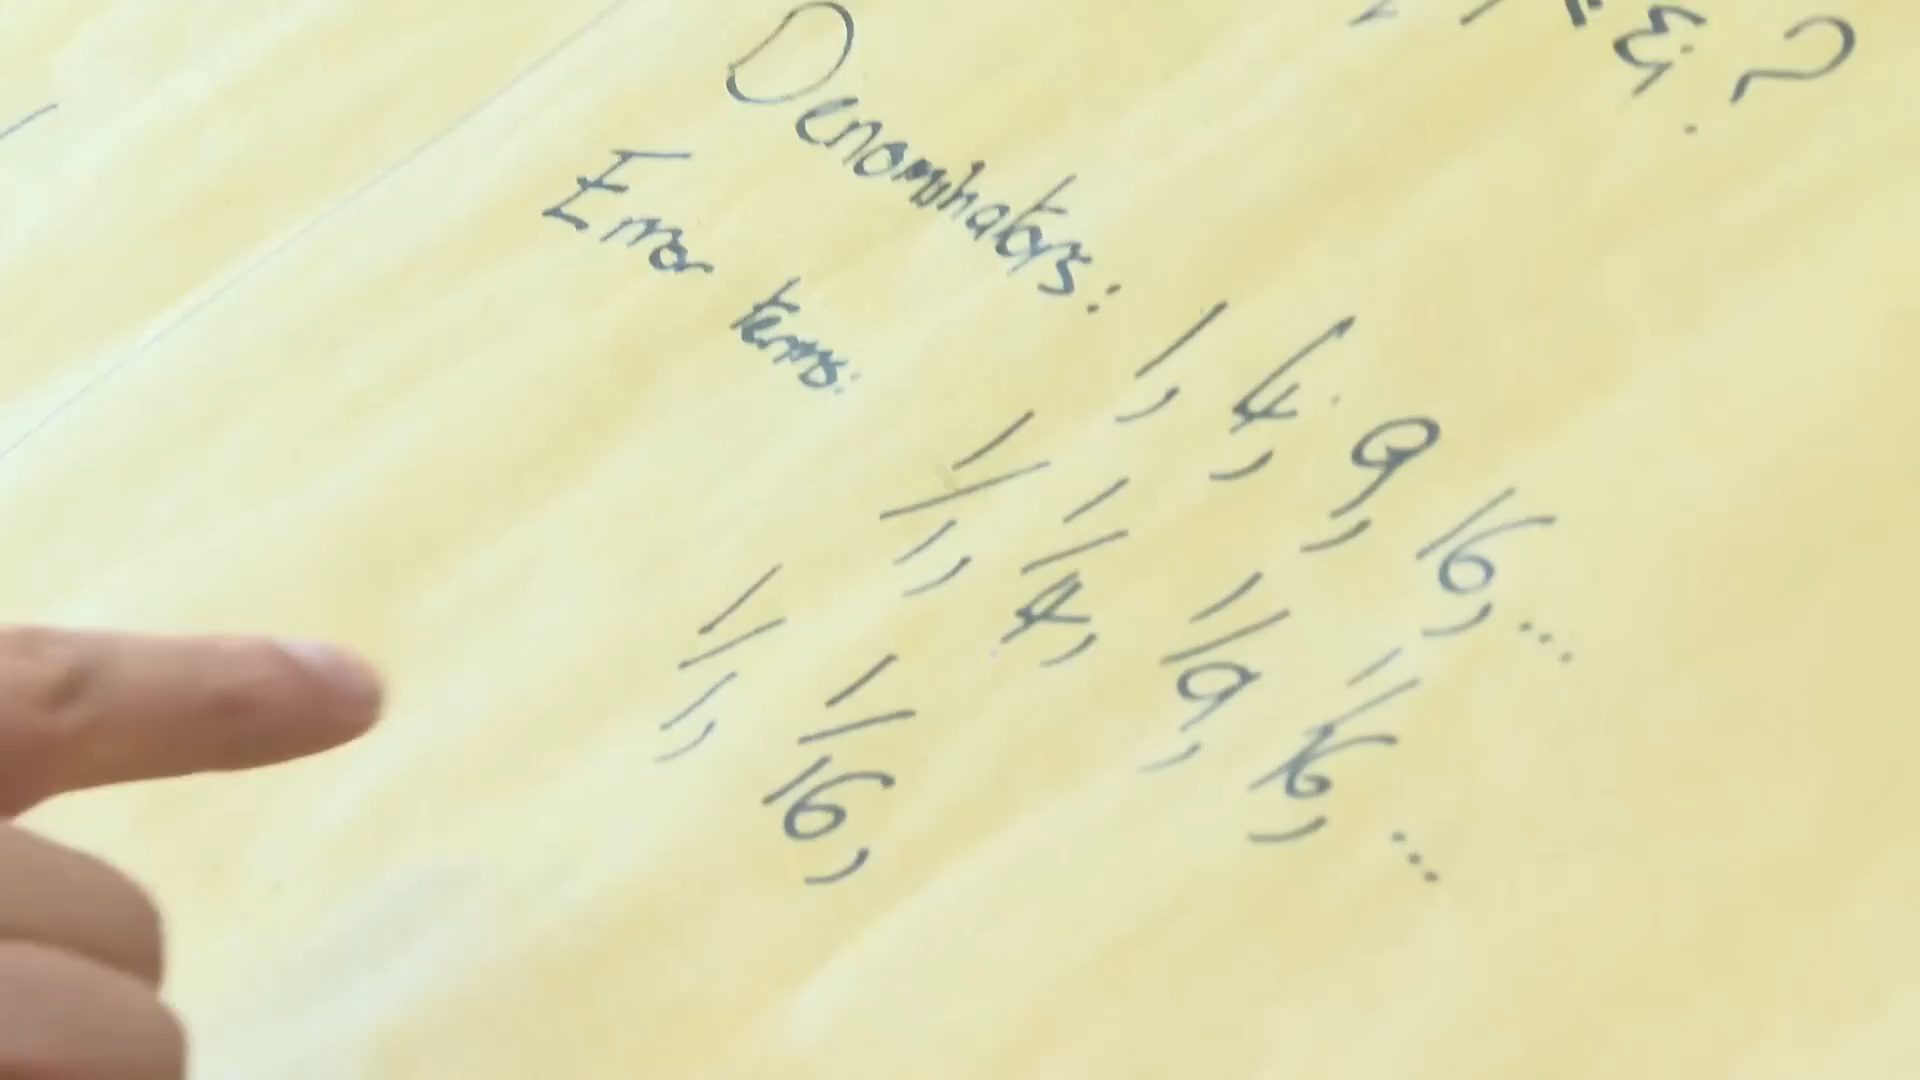 = ε; ?
Denominators: 1, 4, 9, 16, ...
Error terms: 1/1, 1/4, 1/9, 1/16, ...
1/1, 1/16,